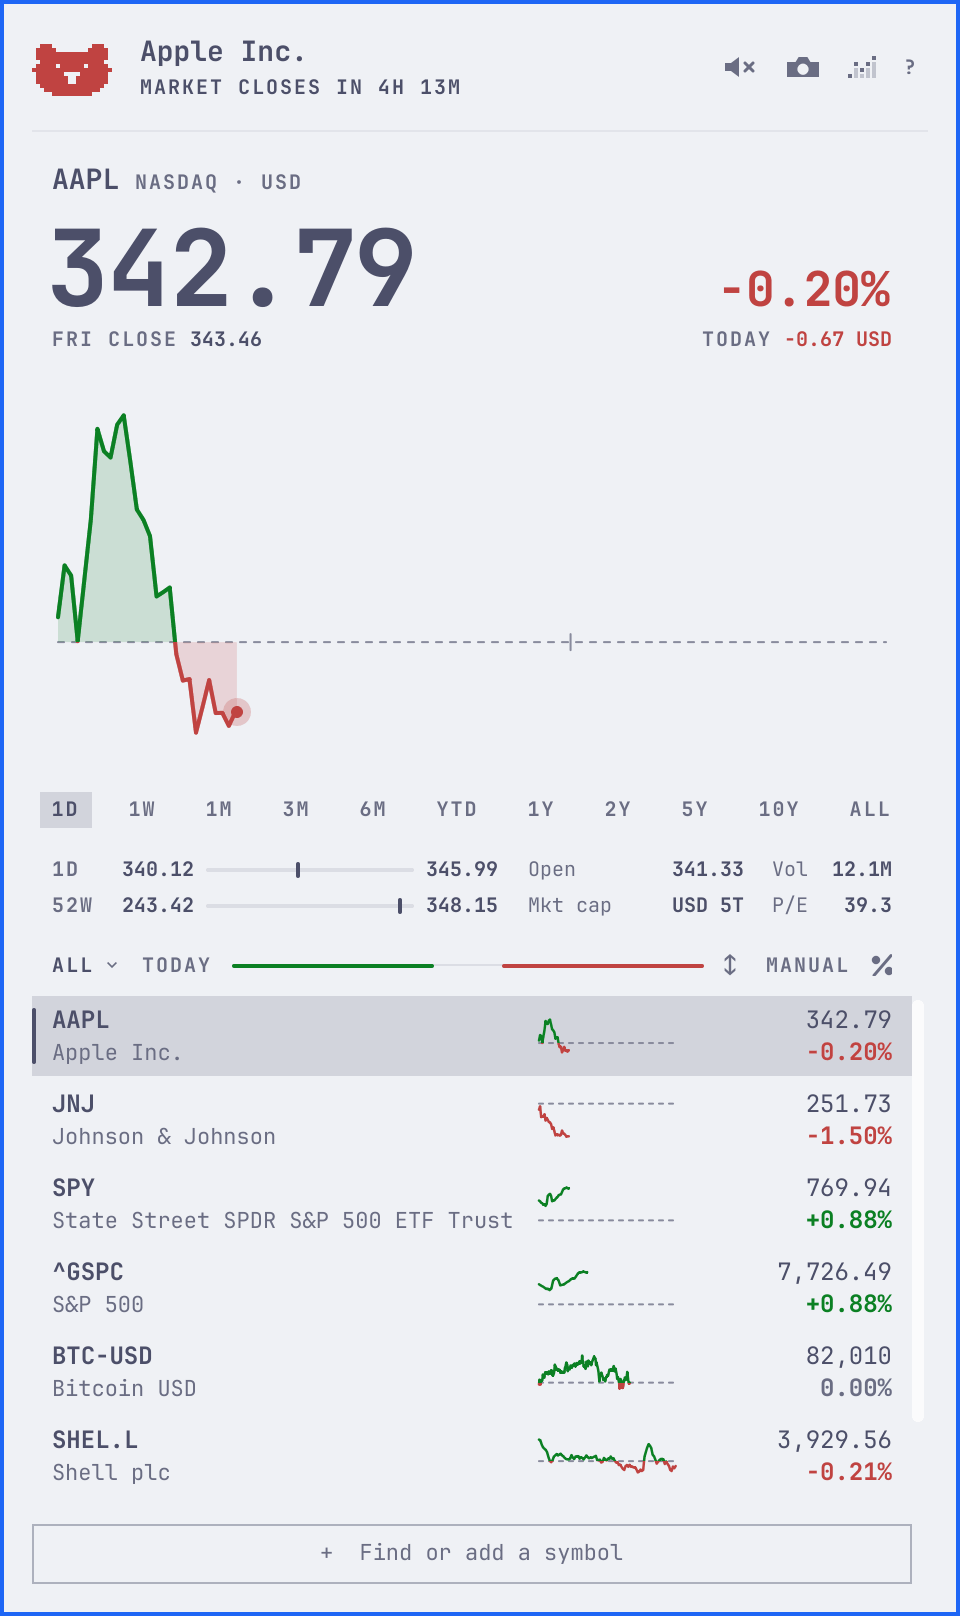 Apple Inc.
MARKET CLOSES IN 4H 13M
?
AAPL NASDAQ · USD
342.79
-0.20%
FRI CLOSE 343.46
TODAY -0.67 USD
1D 1W 1M 3M 6M YTD 1Y 2Y 5Y 10Y ALL
1D 340.12 345.99 Open 341.33 Vol 12.1M
52W 243.42 348.15 Mkt cap USD 5T P/E 39.3
ALL TODAY MANUAL %
AAPL 342.79
Apple Inc. -0.20%
JNJ 251.73
Johnson & Johnson -1.50%
SPY 769.94
State Street SPDR S&P 500 ETF Trust +0.88%
^GSPC 7,726.49
S&P 500 +0.88%
BTC-USD 82,010
Bitcoin USD 0.00%
SHEL.L 3,929.56
Shell plc -0.21%
+ Find or add a symbol